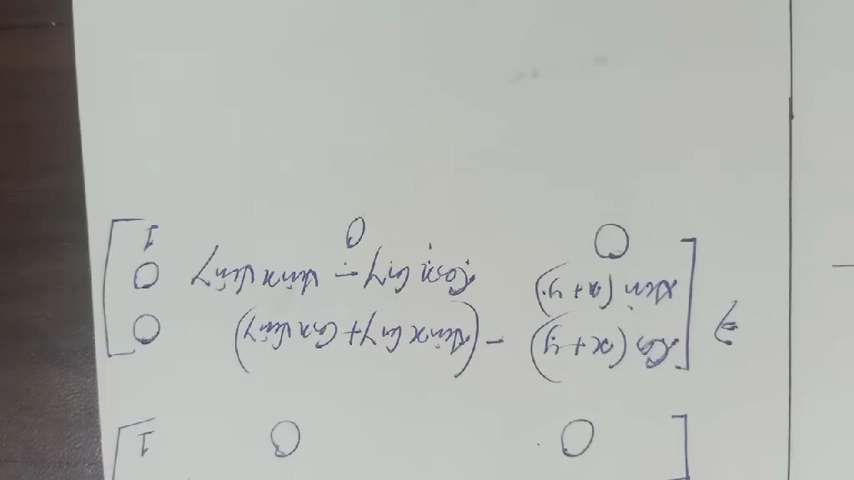 0 0 1
⇒ Cos(x+y) -(sinx cosy + Cosx siny) 0
sin(x+y) Cosx cosy - sinx siny 0
0 0 1